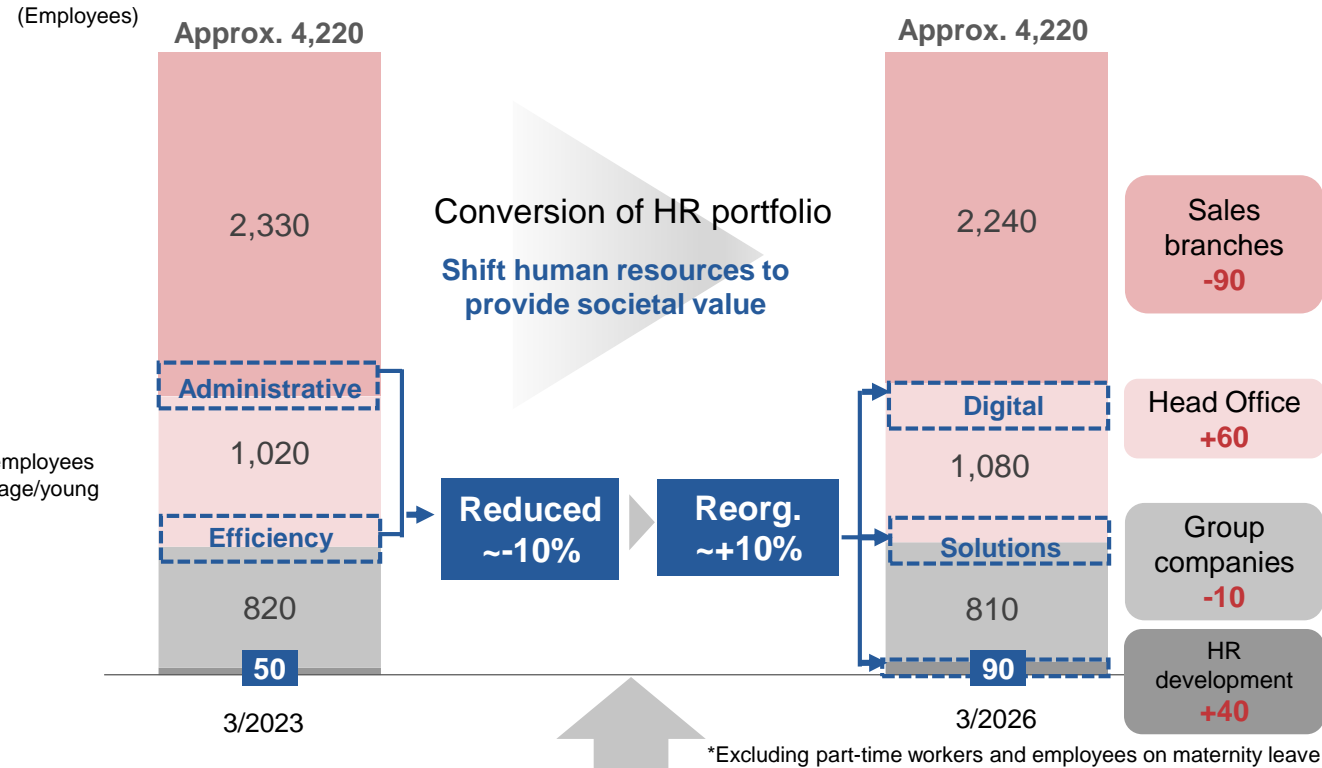 (Employees)
Approx. 4,220
Approx. 4,220
2,330
Conversion of HR portfolio
Shift human resources to
provide societal value
2,240
Sales
branches
-90
Administrative
Digital
Head Office
+60
employees
age/young
1,020
1,080
Reduced
~-10%
Reorg.
~+10%
Efficiency
Solutions
Group
companies
-10
820
810
50
90
HR
development
+40
3/2023
3/2026
*Excluding part-time workers and employees on maternity leave